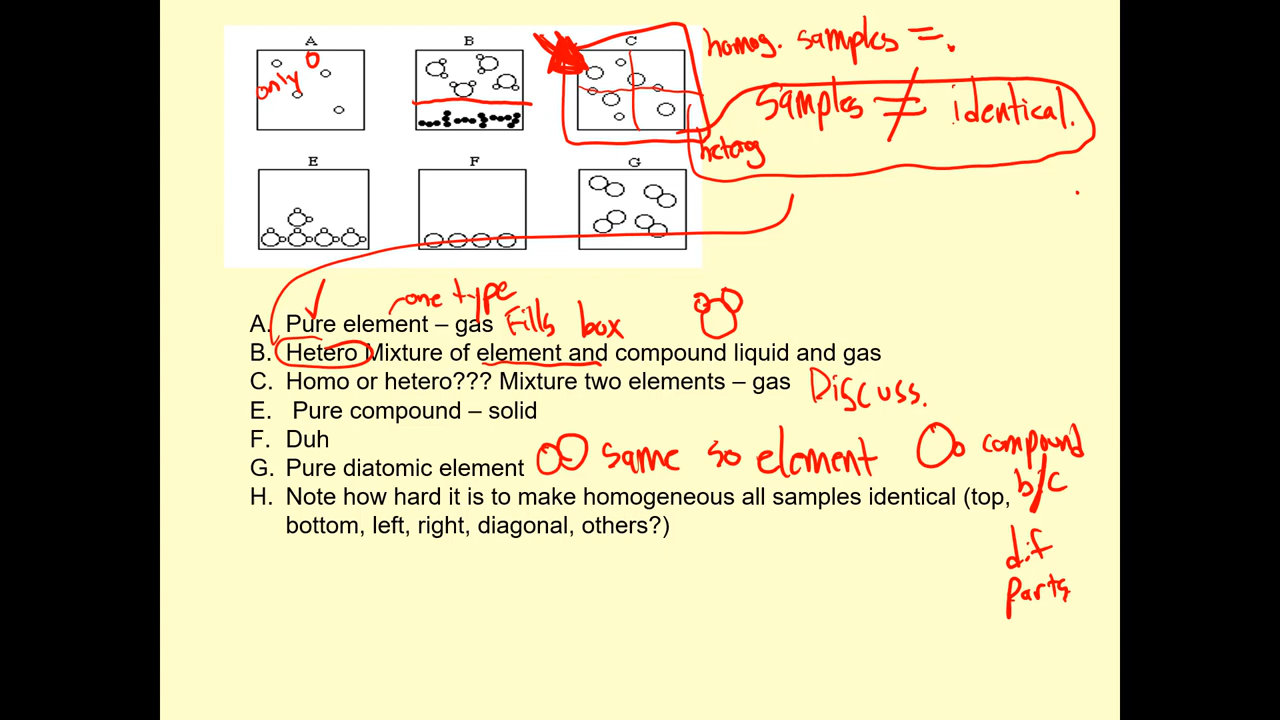 A
B
C
only
homog. samples =.
samples ≠ identical.
heterog
E
F
G
one type
A. Pure element – gas Fills box
B. Hetero Mixture of element and compound liquid and gas
C. Homo or hetero??? Mixture two elements – gas Discuss.
E. Pure compound – solid
F. Duh
G. Pure diatomic element same so element compound
b/c
H. Note how hard it is to make homogeneous all samples identical (top,
bottom, left, right, diagonal, others?)
dif
parts